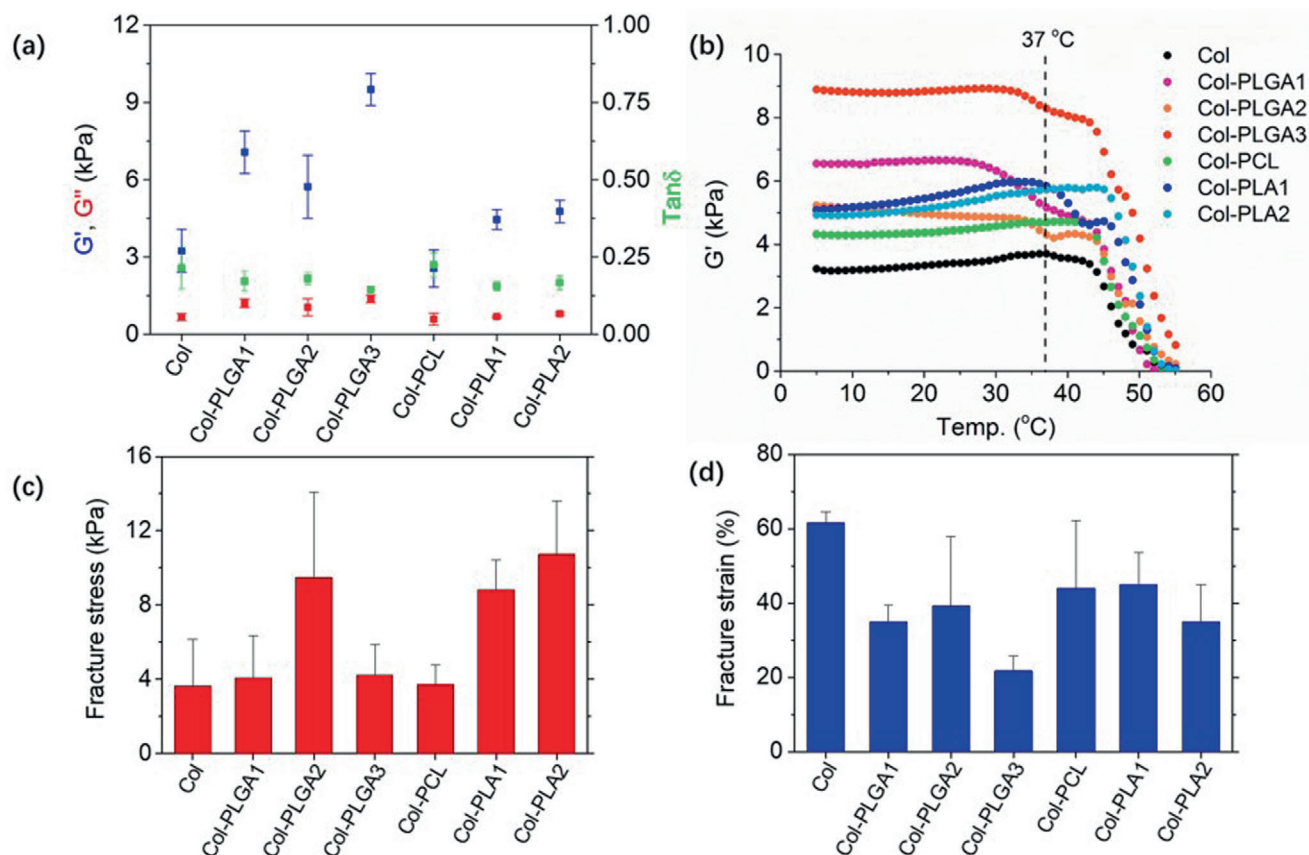 (a)
12
9
6
3
0
G', G'' (kPa)
1.00
0.75
0.50
0.25
0.00
Tanδ
Col
Col-PLGA1
Col-PLGA2
Col-PLGA3
Col-PCL
Col-PLA1
Col-PLA2
(b)
37 °C
10
8
6
4
2
0
G' (kPa)
0 10 20 30 40 50 60
Temp. (°C)
Col
Col-PLGA1
Col-PLGA2
Col-PLGA3
Col-PCL
Col-PLA1
Col-PLA2
(c)
16
12
8
4
0
Fracture stress (kPa)
Col
Col-PLGA1
Col-PLGA2
Col-PLGA3
Col-PCL
Col-PLA1
Col-PLA2
(d)
80
60
40
20
0
Fracture strain (%)
Col
Col-PLGA1
Col-PLGA2
Col-PLGA3
Col-PCL
Col-PLA1
Col-PLA2